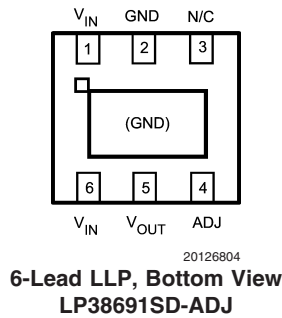 VIN GND N/C
1 2 3
(GND)
6 5 4
VIN VOUT ADJ
20126804
6-Lead LLP, Bottom View
LP38691SD-ADJ